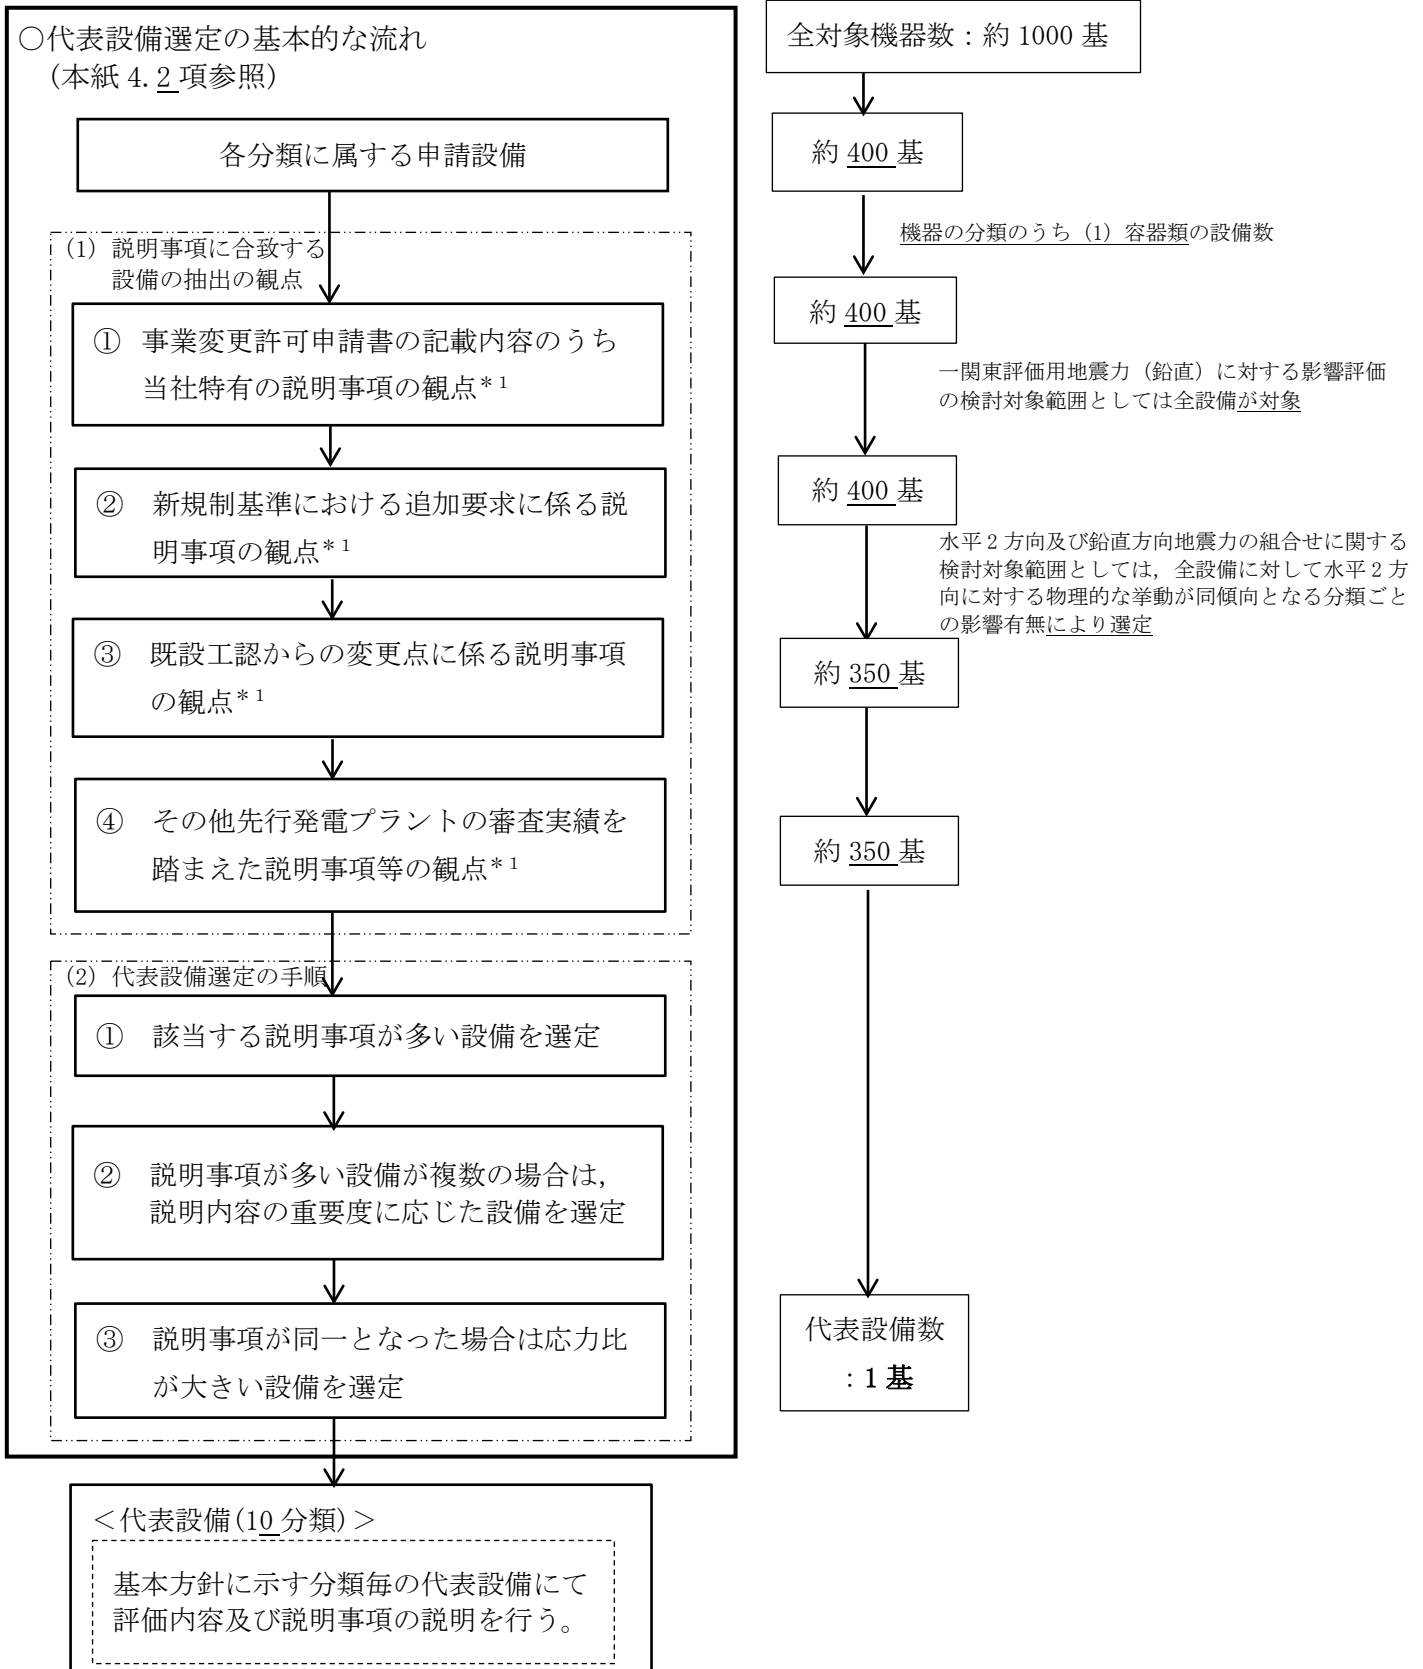 ○代表設備選定の基本的な流れ
(本紙 4.2 項参照)
各分類に属する申請設備
(1) 説明事項に合致する
設備の抽出の観点
① 事業変更許可申請書の記載内容のうち
当社特有の説明事項の観点*1
② 新規制基準における追加要求に係る説
明事項の観点*1
③ 既設工認からの変更点に係る説明事項
の観点*1
④ その他先行発電プラントの審査実績を
踏まえた説明事項等の観点*1
(2) 代表設備選定の手順
① 該当する説明事項が多い設備を選定
② 説明事項が多い設備が複数の場合は,
説明内容の重要度に応じた設備を選定
③ 説明事項が同一となった場合は応力比
が大きい設備を選定
<代表設備(10 分類)>
基本方針に示す分類毎の代表設備にて
評価内容及び説明事項の説明を行う。
全対象機器数:約 1000 基
約 400 基
機器の分類のうち (1) 容器類の設備数
約 400 基
一関東評価用地震力(鉛直)に対する影響評価
の検討対象範囲としては全設備が対象
約 400 基
水平2方向及び鉛直方向地震力の組合せに関する
検討対象範囲としては,全設備に対して水平2方
向に対する物理的な挙動が同傾向となる分類ごと
の影響有無により選定
約 350 基
約 350 基
代表設備数
:1 基